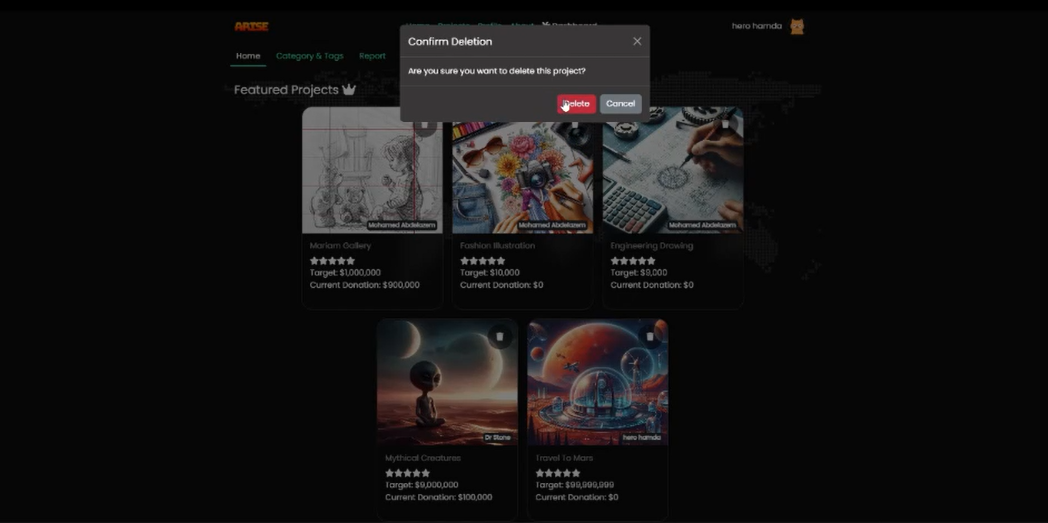 ARISE
Home Projects Profile About Dashboard
hero hamda
Home Category & Tags Report
Confirm Deletion
Are you sure you want to delete this project?
Delete Cancel
Featured Projects
Mohamed Abdelazem
Mohamed Abdelazem
Mohamed Abdelazem
Mariam Gallery
Target: $1,000,000
Current Donation: $900,000
Fashion Illustration
Target: $10,000
Current Donation: $0
Engineering Drawing
Target: $9,000
Current Donation: $0
Dr Stone
hero hamda
Mythical Creatures
Target: $9,000,000
Current Donation: $100,000
Travel To Mars
Target: $99,999,999
Current Donation: $0